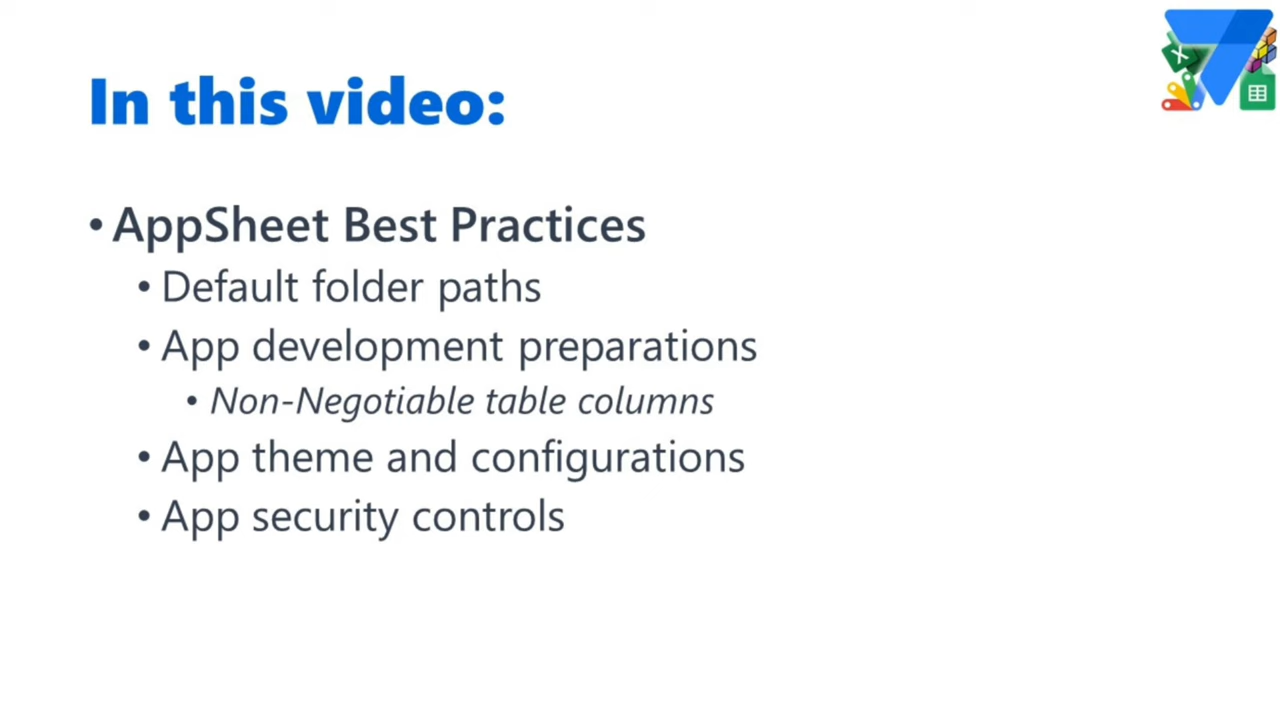 In this video:
• AppSheet Best Practices
• Default folder paths
• App development preparations
• Non-Negotiable table columns
• App theme and configurations
• App security controls